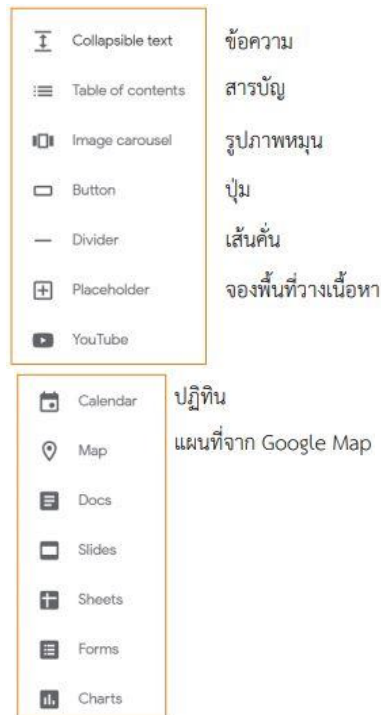 Collapsible text ข้อความ
Table of contents สารบัญ
Image carousel รูปภาพหมุน
Button ปุ่ม
Divider เส้นคั่น
Placeholder จองพื้นที่วางเนื้อหา
YouTube
Calendar ปฏิทิน
Map แผนที่จาก Google Map
Docs
Slides
Sheets
Forms
Charts